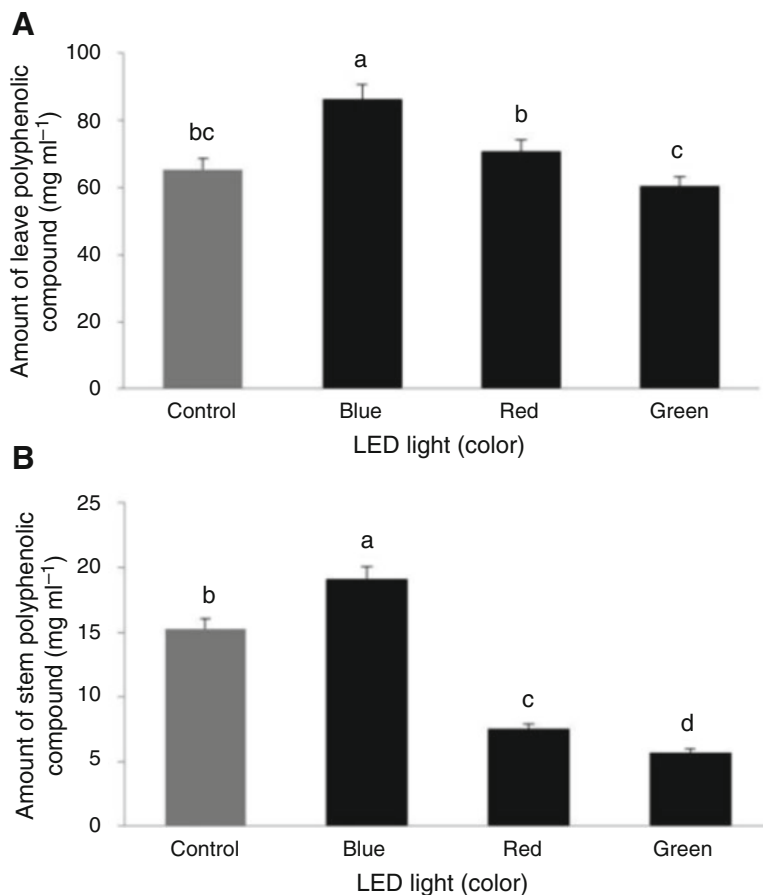 A
Amount of leave polyphenolic
compound (mg ml⁻¹)
100
80
60
40
20
0
bc
a
b
c
Control Blue Red Green
LED light (color)
B
Amount of stem polyphenolic
compound (mg ml⁻¹)
25
20
15
10
5
0
b
a
c
d
Control Blue Red Green
LED light (color)